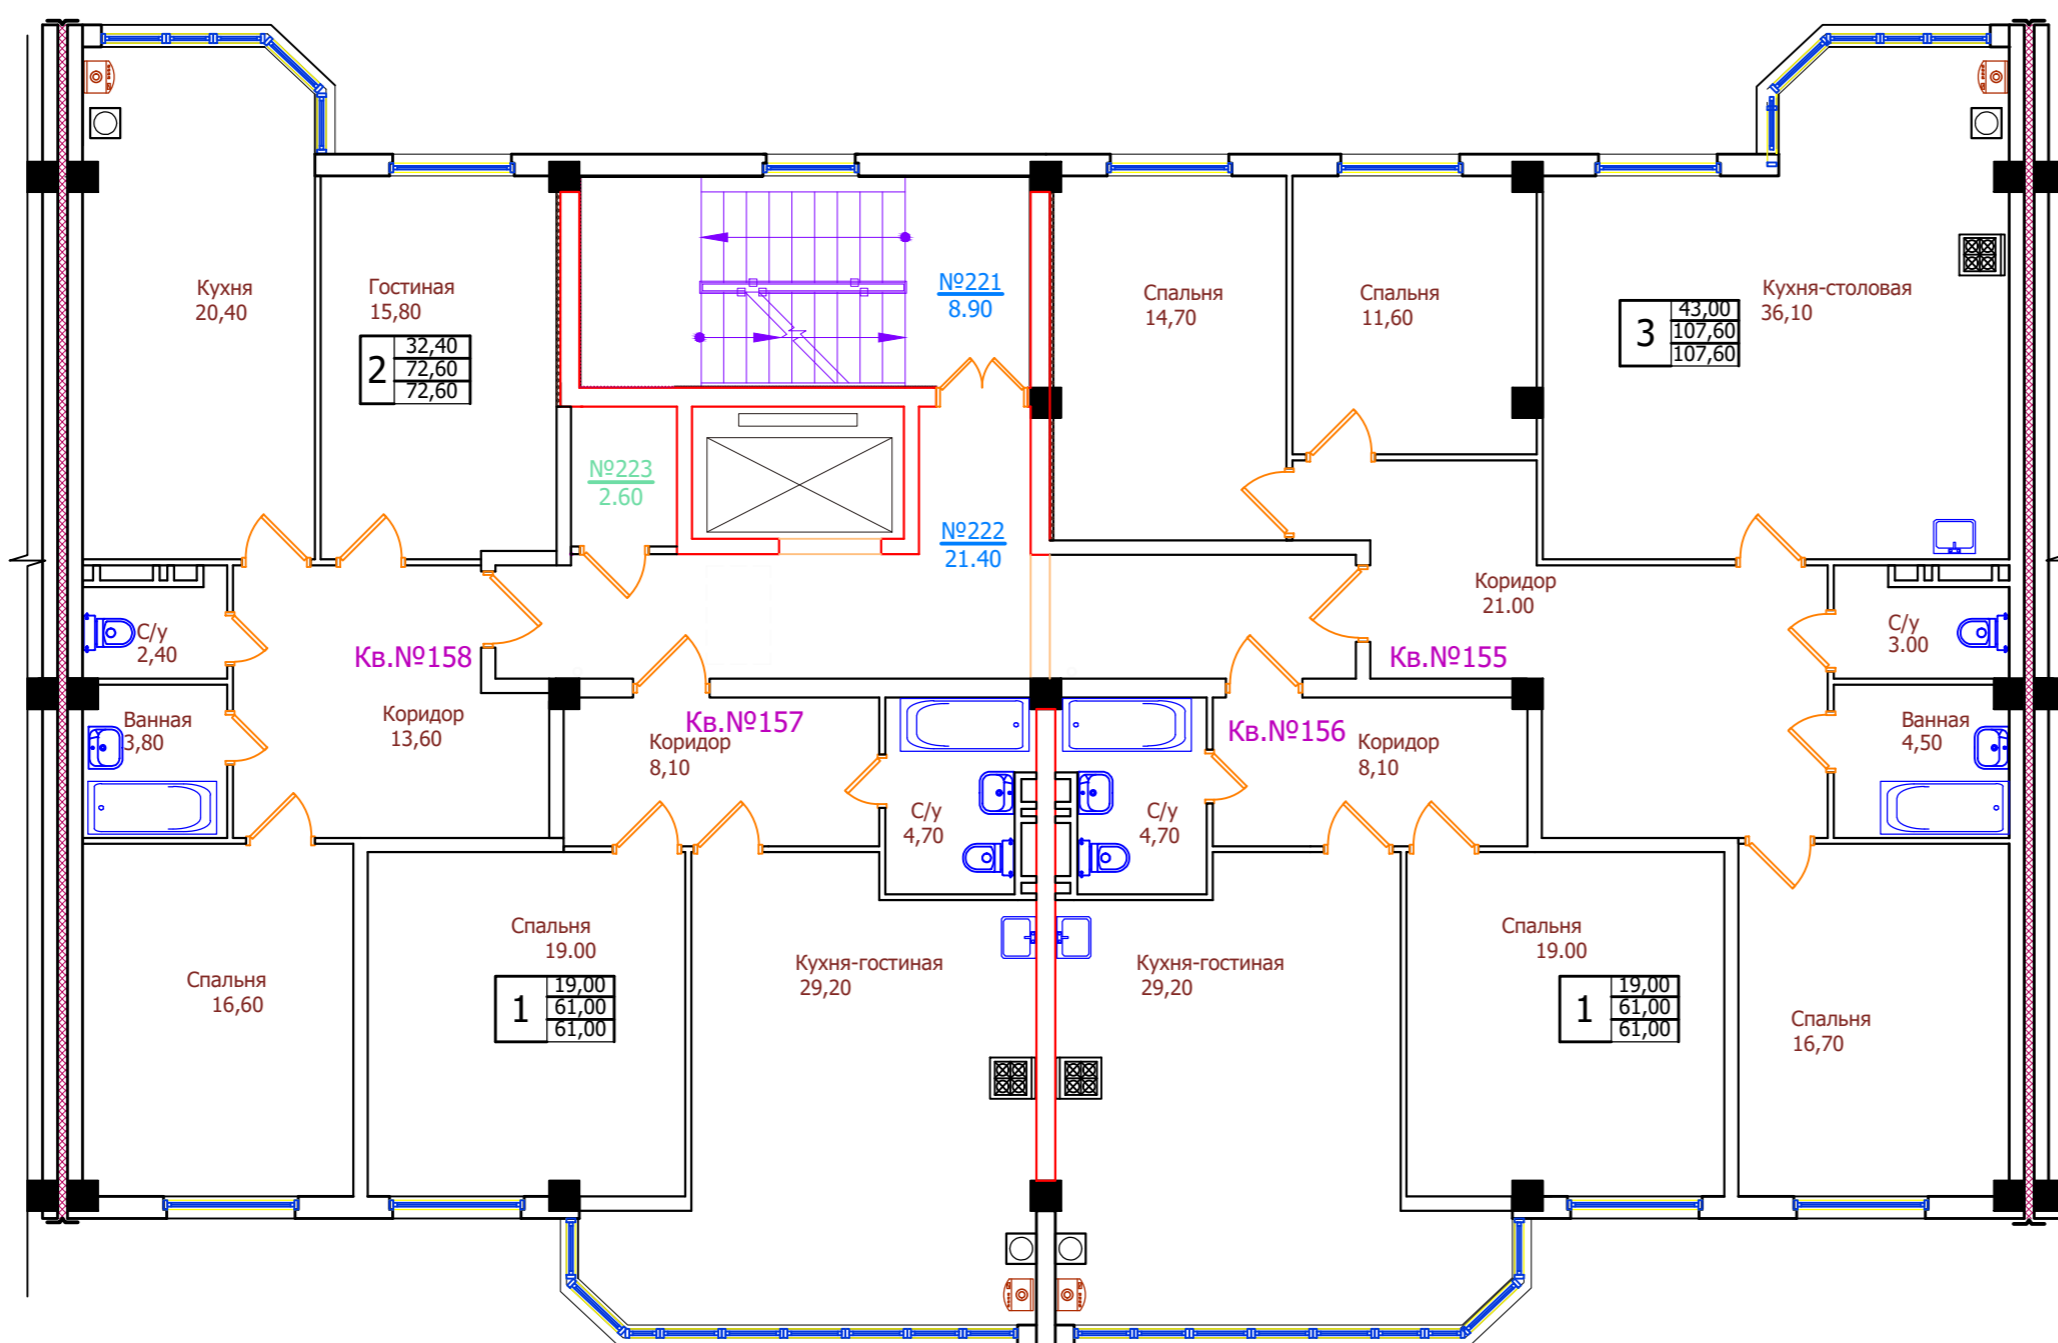 Кухня
20,40
Гостиная
15,80
2
32,40
72,60
72,60
№221
8.90
Спальня
14,70
Спальня
11,60
3
43,00
107,60
107,60
Кухня-столовая
36,10
№223
2.60
№222
21.40
Коридор
21.00
С/у
2,40
Кв.№158
Кв.№155
С/у
3.00
Ванная
3,80
Коридор
13,60
Кв.№157
Коридор
8,10
Кв.№156
Коридор
8,10
Ванная
4,50
С/у
4,70
С/у
4,70
Спальня
16,60
Спальня
19.00
1
19,00
61,00
61,00
Кухня-гостиная
29,20
Кухня-гостиная
29,20
Спальня
19.00
1
19,00
61,00
61,00
Спальня
16,70